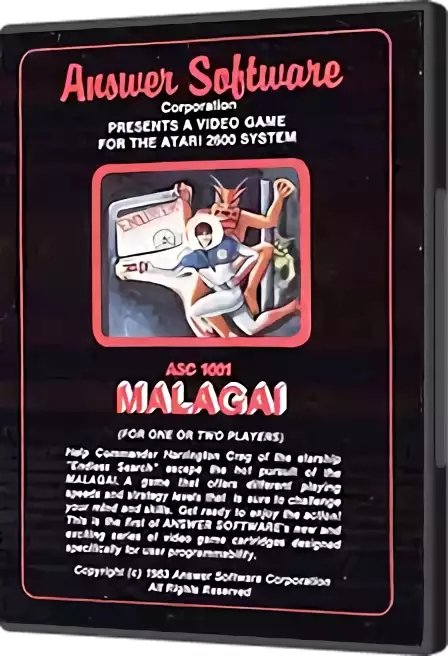 Answer Software
Corporation
PRESENTS A VIDEO GAME
FOR THE ATARI 2600 SYSTEM
ASC 1001
MALAGAI
(FOR ONE OR TWO PLAYERS)
Help Commander Harrington Crag of the starship
"Endless Search" escape the hot pursuit of the
MALAGAI. A game that offers different playing
speeds and strategy levels that is sure to challenge
your mind and skills. Get ready to enjoy the action!
This is the first of ANSWER SOFTWARE's new and
exciting series of video game cartridges designed
specifically for user programmability.
Copyright (c) 1983 Answer Software Corporation
All Rights Reserved